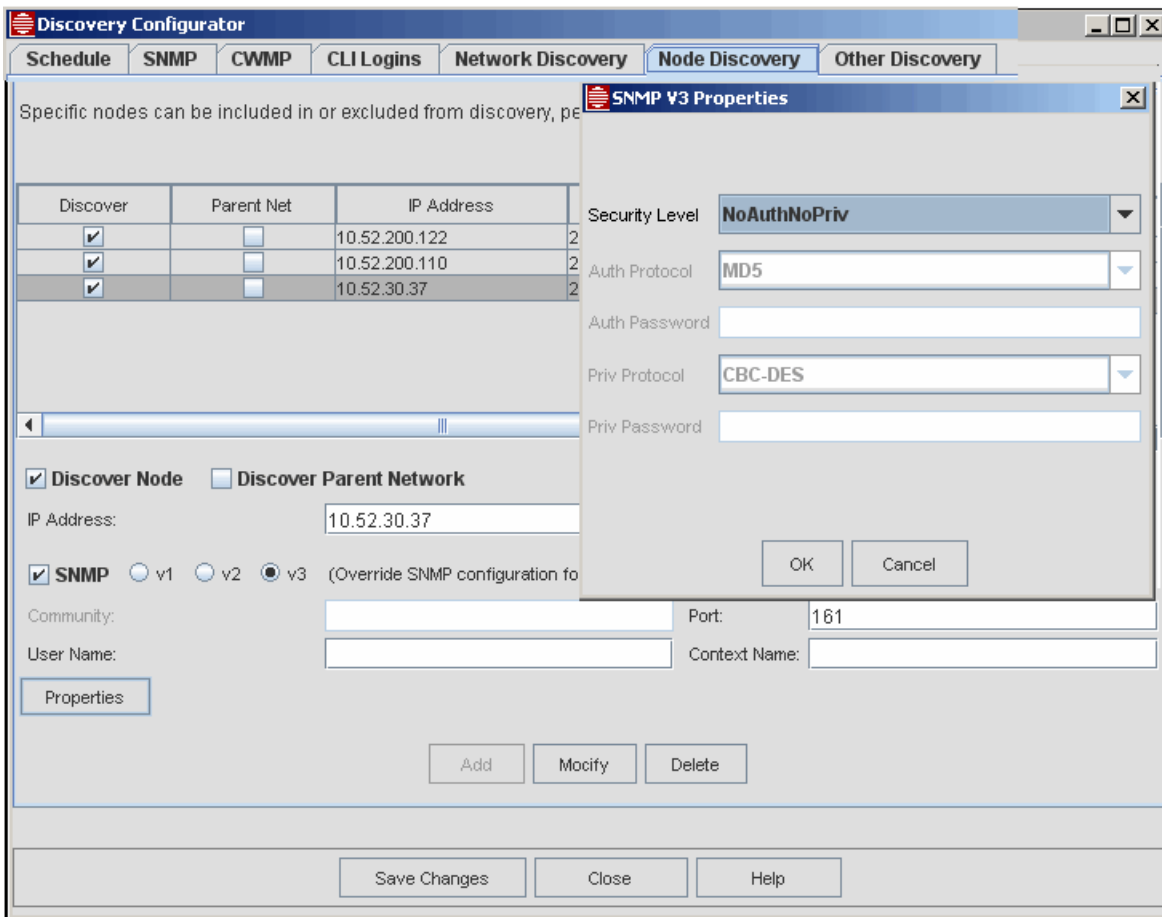 Discovery Configurator
Schedule SNMP CWMP CLI Logins Network Discovery Node Discovery Other Discovery
Specific nodes can be included in or excluded from discovery, pe
Discover Parent Net IP Address
10.52.200.122 2
10.52.200.110 2
10.52.30.37 2
SNMP V3 Properties
Security Level NoAuthNoPriv
Auth Protocol MD5
Auth Password
Priv Protocol CBC-DES
Priv Password
OK Cancel
Discover Node Discover Parent Network
IP Address: 10.52.30.37
SNMP v1 v2 v3 (Override SNMP configuration fo
Community: Port: 161
User Name: Context Name:
Properties
Add Modify Delete
Save Changes Close Help